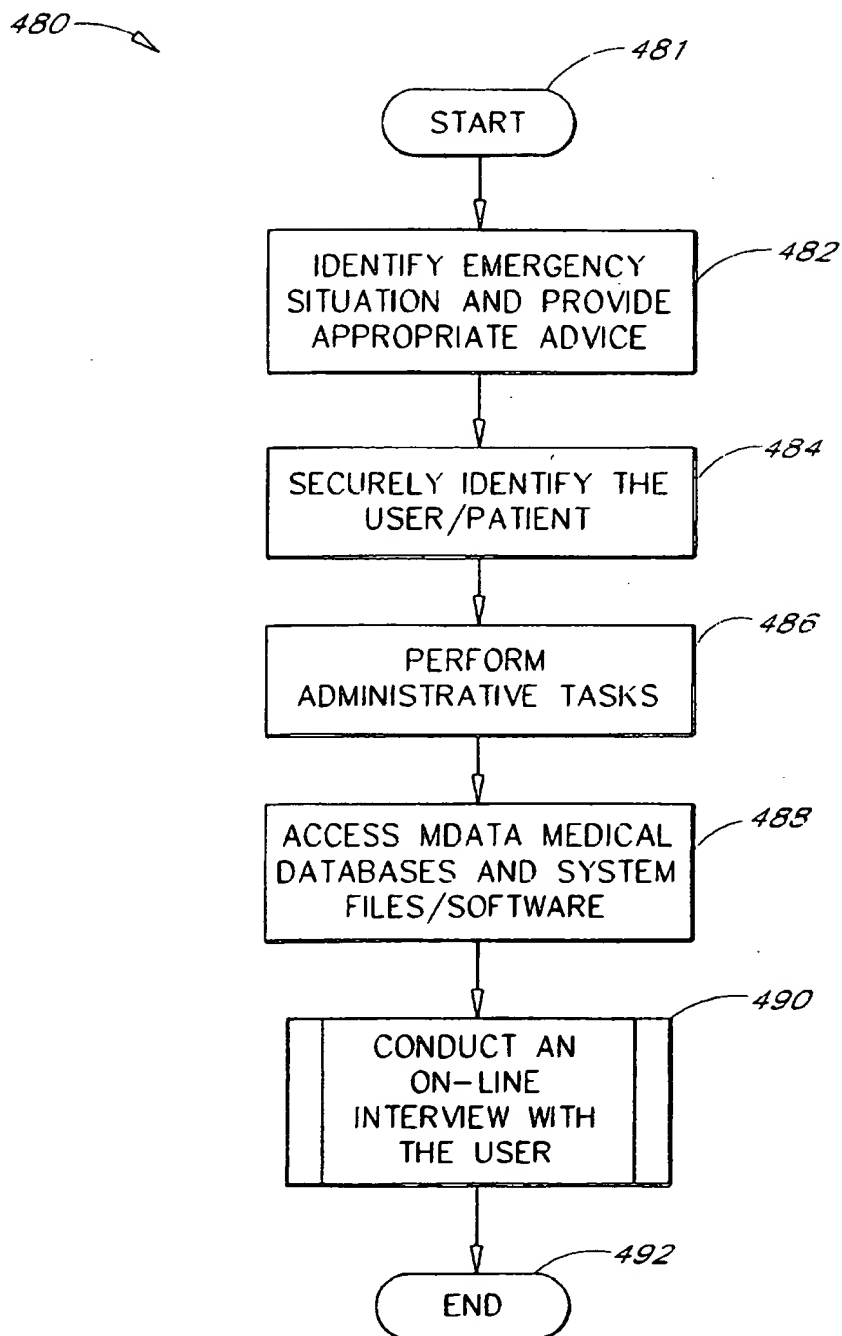 480
481
START
IDENTIFY EMERGENCY
SITUATION AND PROVIDE
APPROPRIATE ADVICE
482
SECURELY IDENTIFY THE
USER/PATIENT
484
PERFORM
ADMINISTRATIVE TASKS
486
ACCESS MDATA MEDICAL
DATABASES AND SYSTEM
FILES/SOFTWARE
488
CONDUCT AN
ON-LINE
INTERVIEW WITH
THE USER
490
END
492